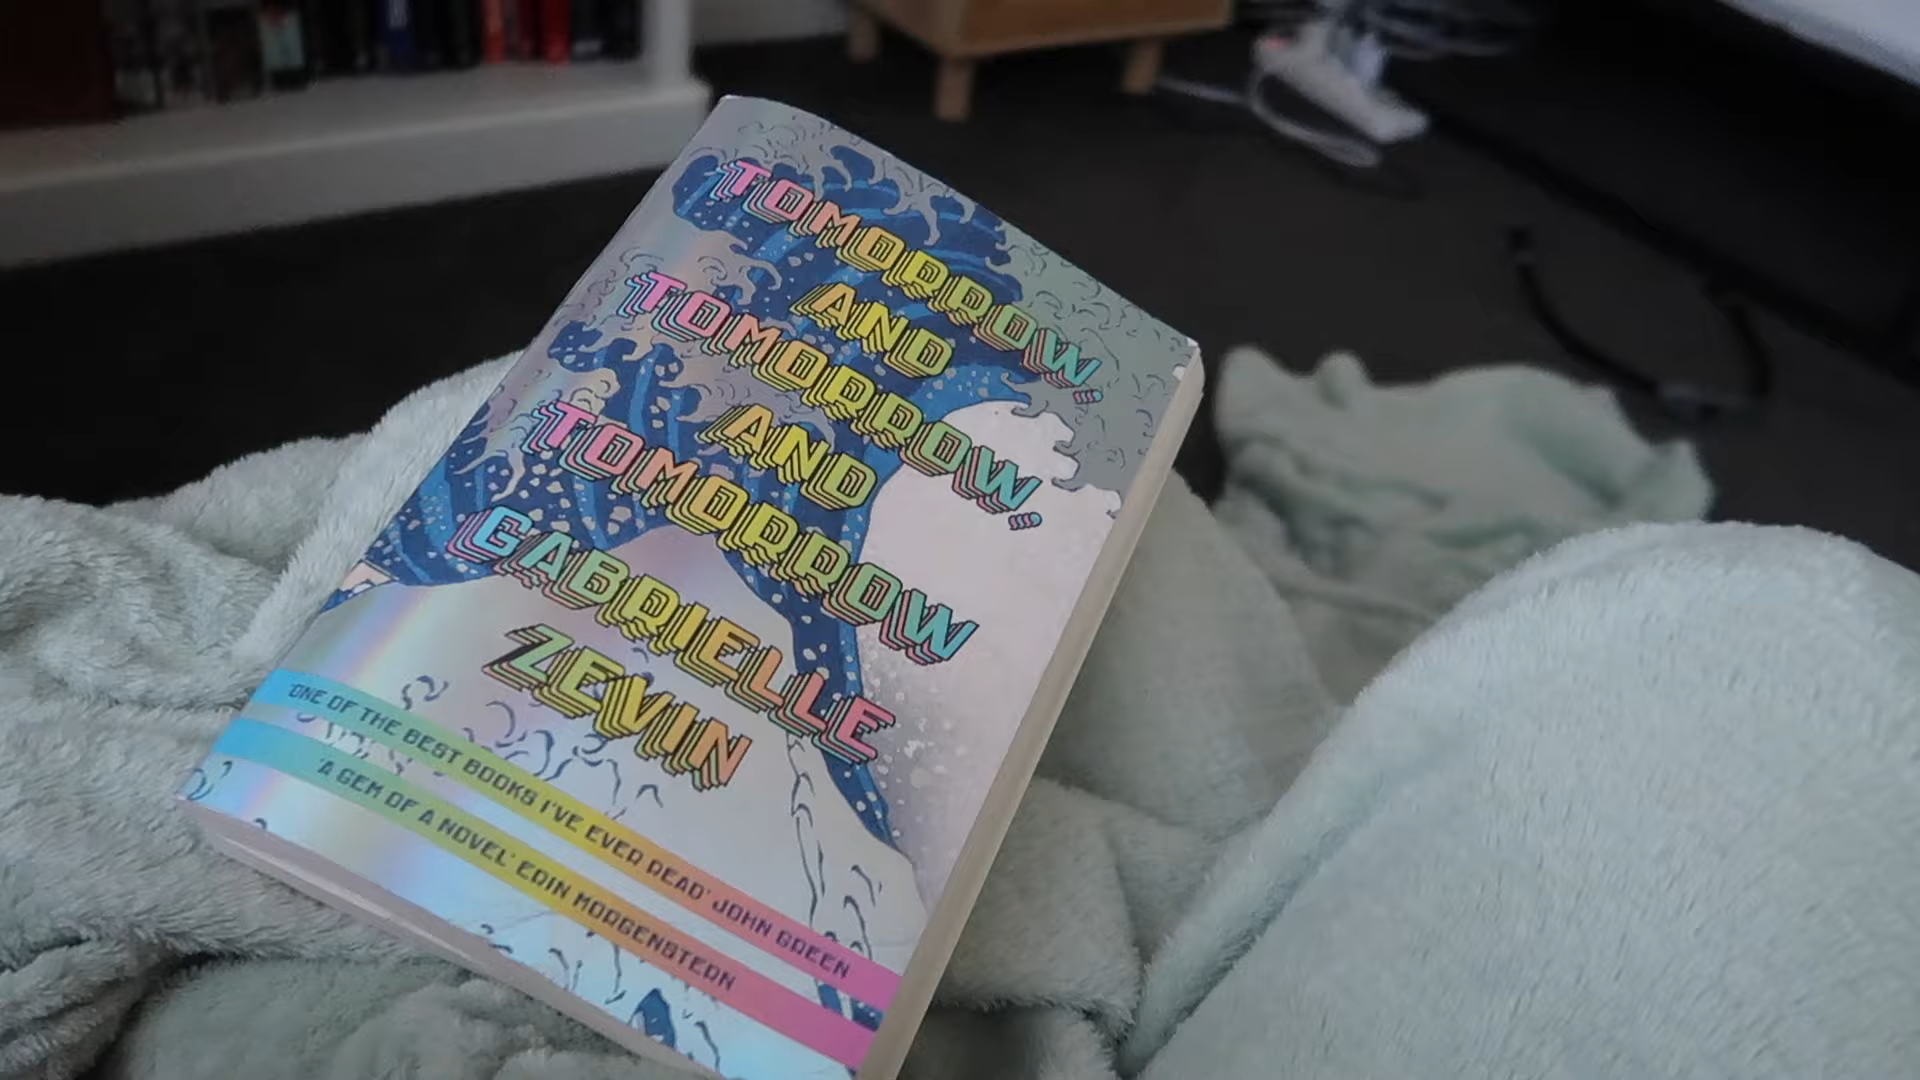 TOMORROW,
AND
TOMORROW,
AND
TOMORROW
GABRIELLE
ZEVIN
'ONE OF THE BEST BOOKS I'VE EVER READ' JOHN GREEN
'A GEM OF A NOVEL' ERIN MORGENSTERN